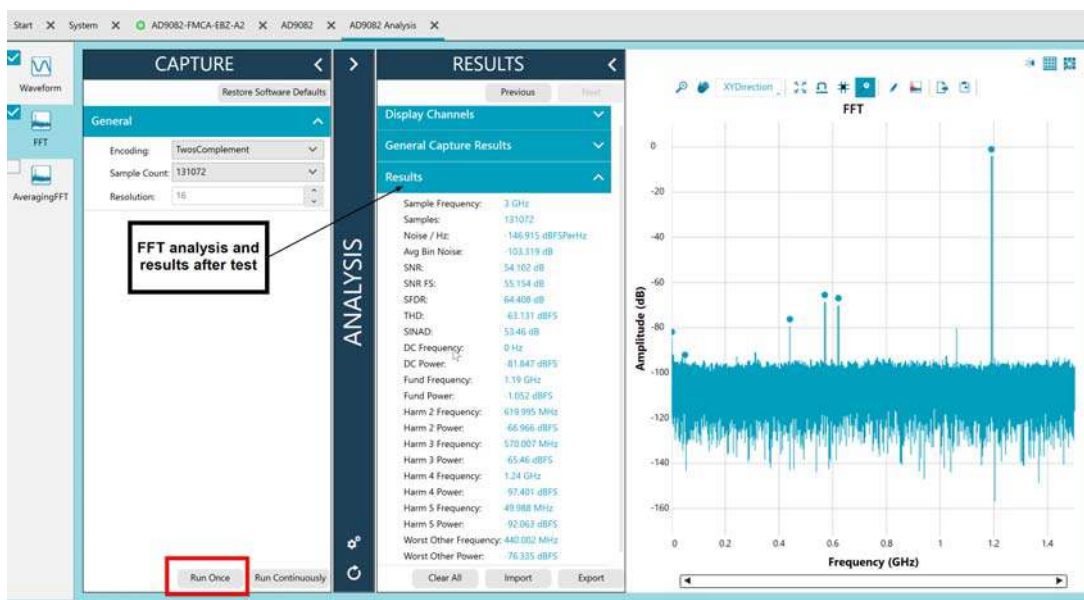 Start System AD9082-FMCA-EBZ-A2 AD9082 AD9082 Analysis
Waveform
FFT
AveragingFFT
CAPTURE
Restore Software Defaults
General
Encoding: TwosComplement
Sample Count: 131072
Resolution: 16
FFT analysis and
results after test
Run Once Run Continuously
ANALYSIS
RESULTS
Previous Next
Display Channels
General Capture Results
Results
Sample Frequency: 3 GHz
Samples: 131072
Noise / Hz: -146.915 dBFSPerHz
Avg Bin Noise: -103.319 dB
SNR: 54.102 dB
SNR FS: 55.154 dB
SFDR: 64.408 dB
THD: -63.131 dBFS
SINAD: 53.46 dB
DC Frequency: 0 Hz
DC Power: -81.847 dBFS
Fund Frequency: 1.19 GHz
Fund Power: -1.052 dBFS
Harm 2 Frequency: 619.995 MHz
Harm 2 Power: -66.966 dBFS
Harm 3 Frequency: 570.007 MHz
Harm 3 Power: -65.46 dBFS
Harm 4 Frequency: 1.24 GHz
Harm 4 Power: -97.401 dBFS
Harm 5 Frequency: 49.988 MHz
Harm 5 Power: -92.063 dBFS
Worst Other Frequency: 440.002 MHz
Worst Other Power: -76.335 dBFS
Clear All Import Export
XYDirection
FFT
Amplitude (dB)
0
-20
-40
-60
-80
-100
-120
-140
-160
0 0.2 0.4 0.6 0.8 1 1.2 1.4
Frequency (GHz)